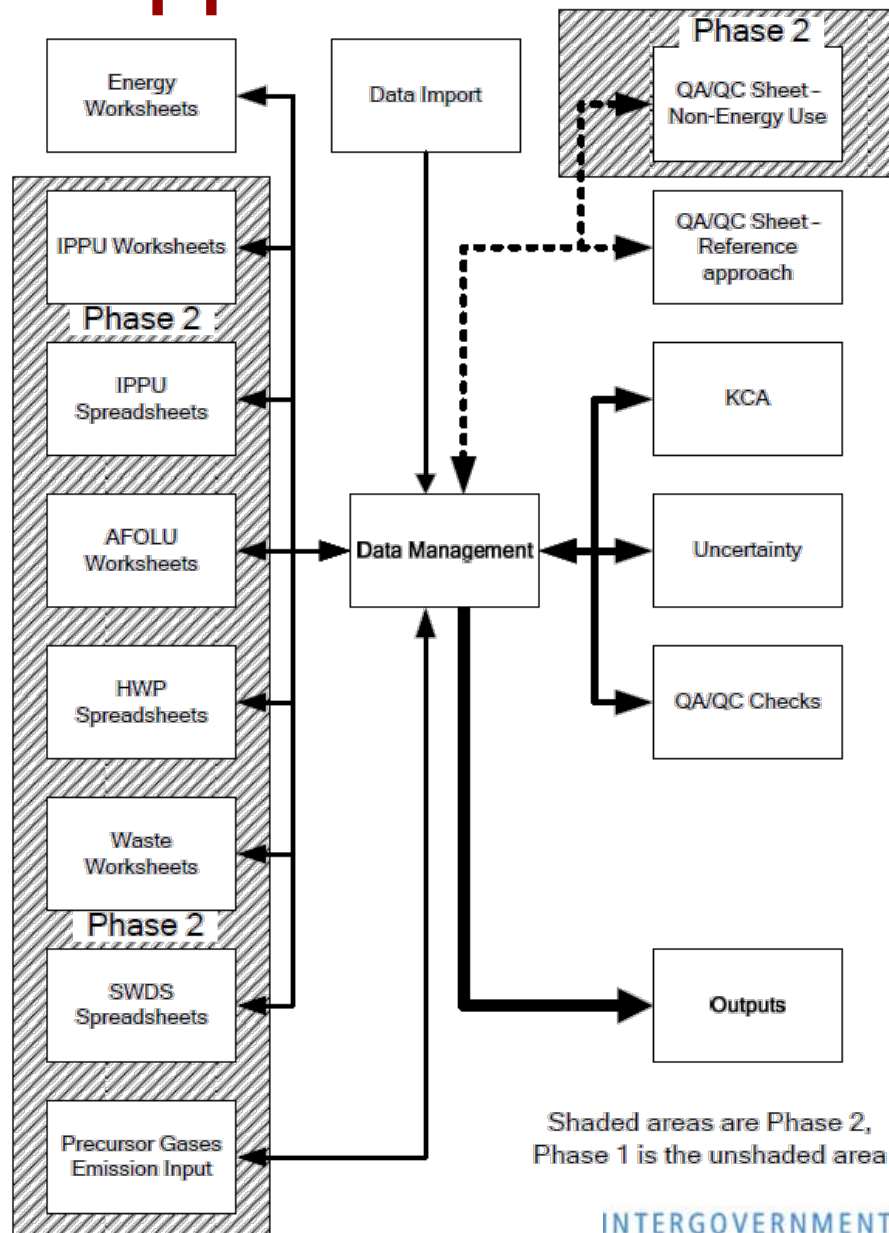 Energy
Worksheets
Data Import
Phase 2
QA/QC Sheet –
Non-Energy Use
IPPU Worksheets
QA/QC Sheet –
Reference
approach
Phase 2
IPPU
Spreadsheets
KCA
AFOLU
Worksheets
Data Management
Uncertainty
HWP
Spreadsheets
QA/QC Checks
Waste
Worksheets
Phase 2
SWDS
Spreadsheets
Outputs
Precursor Gases
Emission Input
Shaded areas are Phase 2,
Phase 1 is the unshaded area
INTERGOVERNMENT